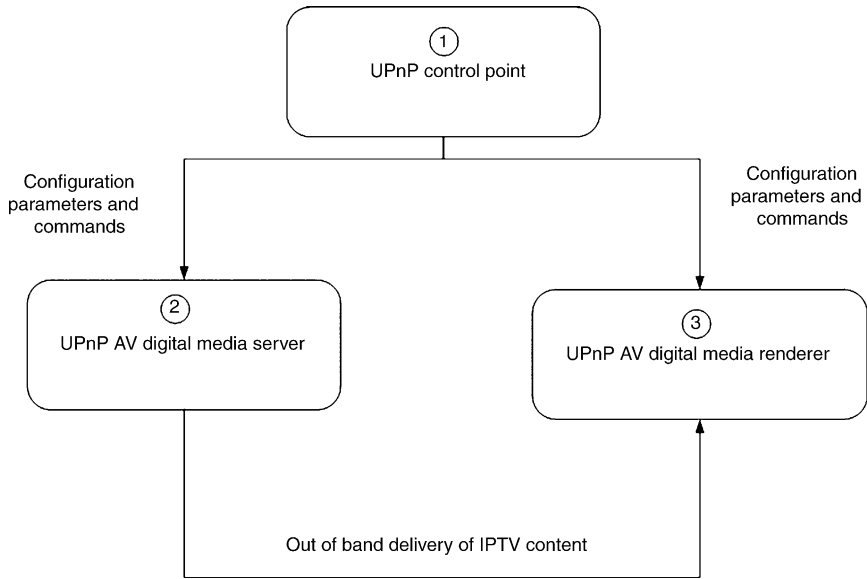 1
UPnP control point
Configuration
parameters and
commands
Configuration
parameters and
commands
2
UPnP AV digital media server
3
UPnP AV digital media renderer
Out of band delivery of IPTV content